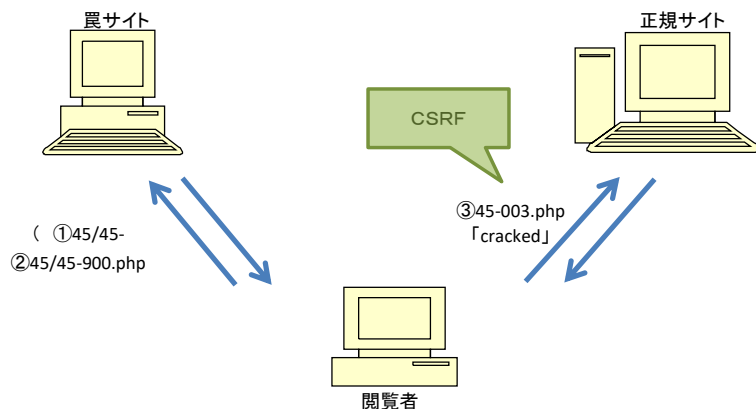 罠サイト
正規サイト
CSRF
( ①45/45-
②45/45-900.php
③45-003.php
「cracked」
閲覧者